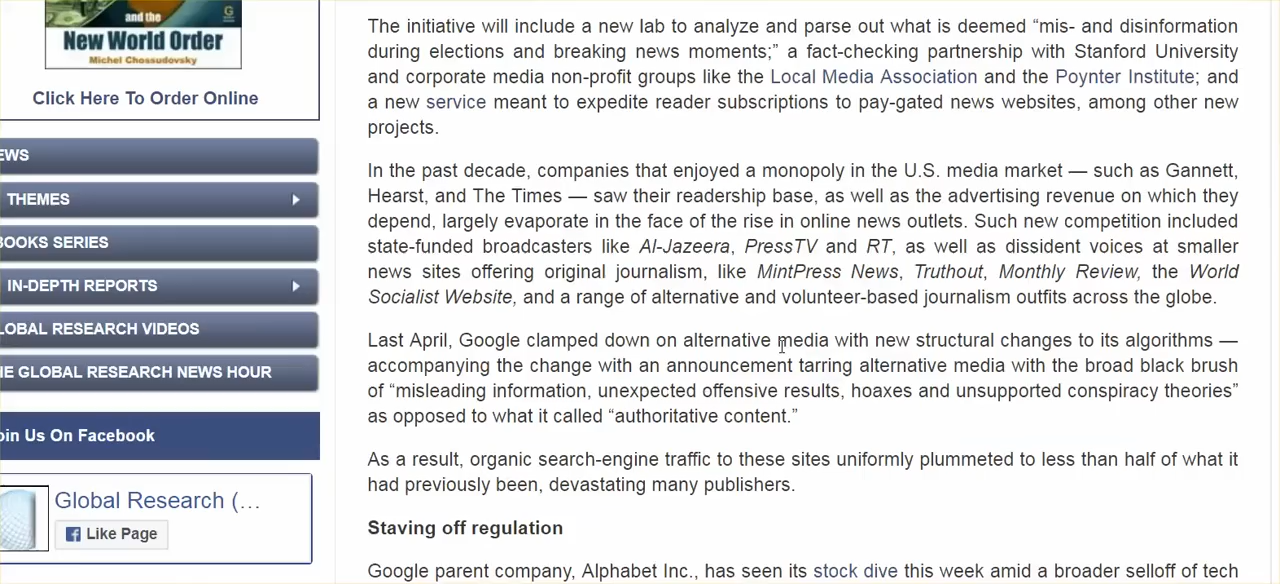 and the
G
New World Order
Michel Chossudovsky
Click Here To Order Online
EWS
THEMES
BOOKS SERIES
IN-DEPTH REPORTS
LOBAL RESEARCH VIDEOS
HE GLOBAL RESEARCH NEWS HOUR
oin Us On Facebook
Global Research (…
Like Page
The initiative will include a new lab to analyze and parse out what is deemed “mis- and disinformation
during elections and breaking news moments;” a fact-checking partnership with Stanford University
and corporate media non-profit groups like the Local Media Association and the Poynter Institute; and
a new service meant to expedite reader subscriptions to pay-gated news websites, among other new
projects.
In the past decade, companies that enjoyed a monopoly in the U.S. media market — such as Gannett,
Hearst, and The Times — saw their readership base, as well as the advertising revenue on which they
depend, largely evaporate in the face of the rise in online news outlets. Such new competition included
state-funded broadcasters like Al-Jazeera, PressTV and RT, as well as dissident voices at smaller
news sites offering original journalism, like MintPress News, Truthout, Monthly Review, the World
Socialist Website, and a range of alternative and volunteer-based journalism outfits across the globe.
Last April, Google clamped down on alternative media with new structural changes to its algorithms —
accompanying the change with an announcement tarring alternative media with the broad black brush
of “misleading information, unexpected offensive results, hoaxes and unsupported conspiracy theories”
as opposed to what it called “authoritative content.”
As a result, organic search-engine traffic to these sites uniformly plummeted to less than half of what it
had previously been, devastating many publishers.
Staving off regulation
Google parent company, Alphabet Inc., has seen its stock dive this week amid a broader selloff of tech